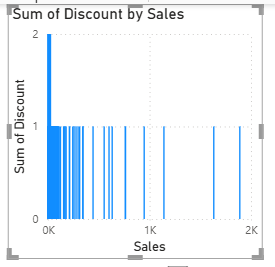 Sum of Discount by Sales
2
1
0
Sum of Discount
0K 1K 2K
Sales